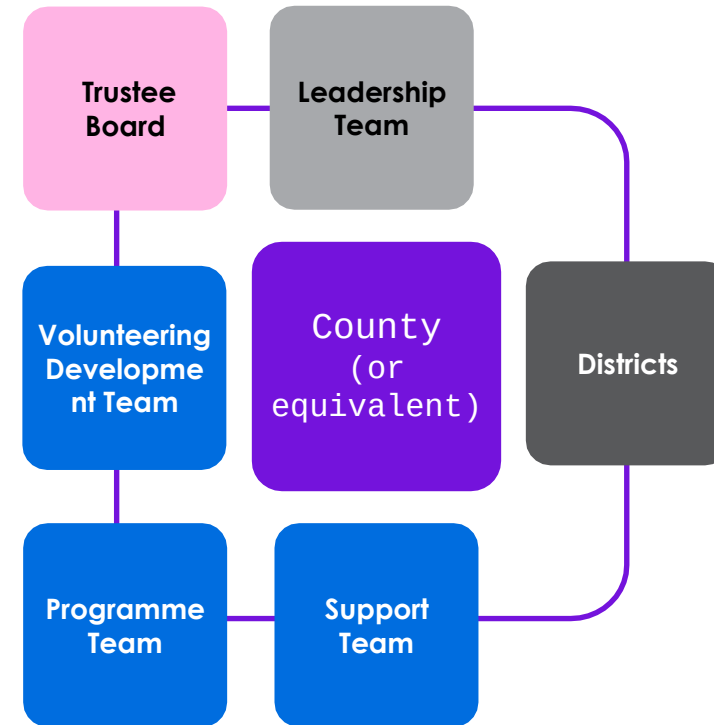 Trustee
Board
Leadership
Team
Volunteering
Developme
nt Team
County
(or
equivalent)
Districts
Programme
Team
Support
Team